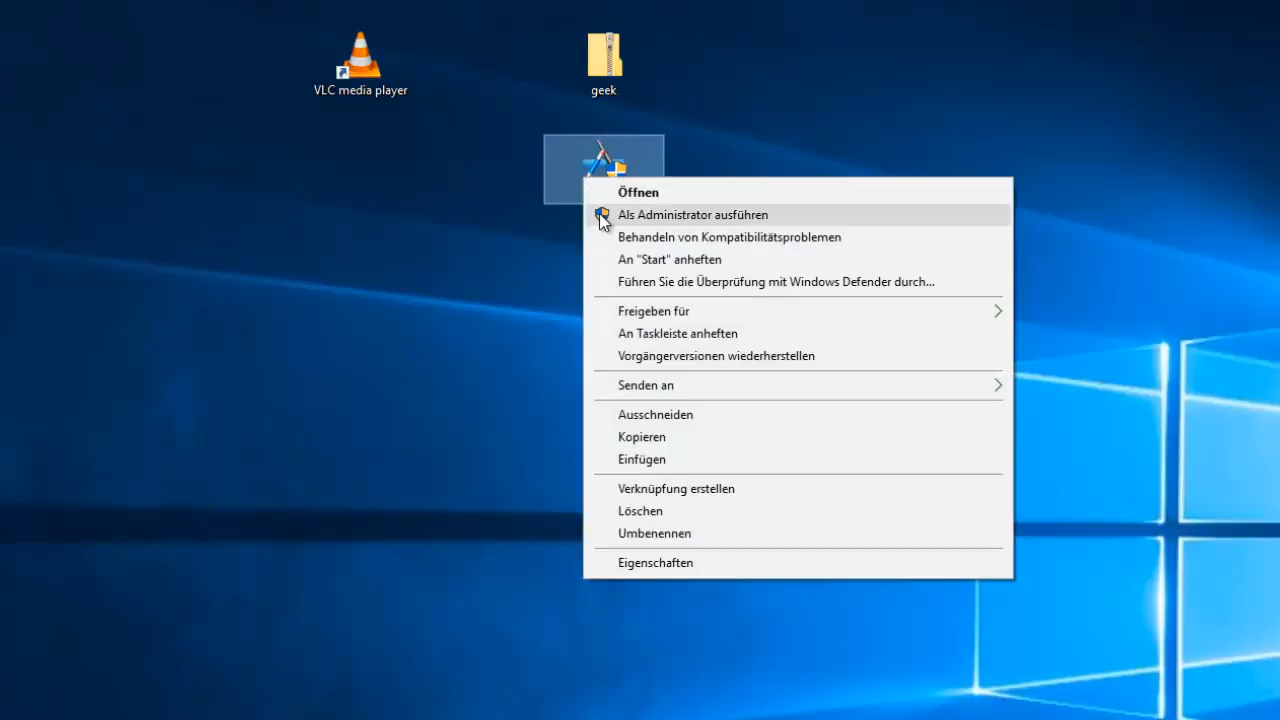 VLC media player
geek
Öffnen
Als Administrator ausführen
Behandeln von Kompatibilitätsproblemen
An "Start" anheften
Führen Sie die Überprüfung mit Windows Defender durch...
Freigeben für
An Taskleiste anheften
Vorgängerversionen wiederherstellen
Senden an
Ausschneiden
Kopieren
Einfügen
Verknüpfung erstellen
Löschen
Umbenennen
Eigenschaften